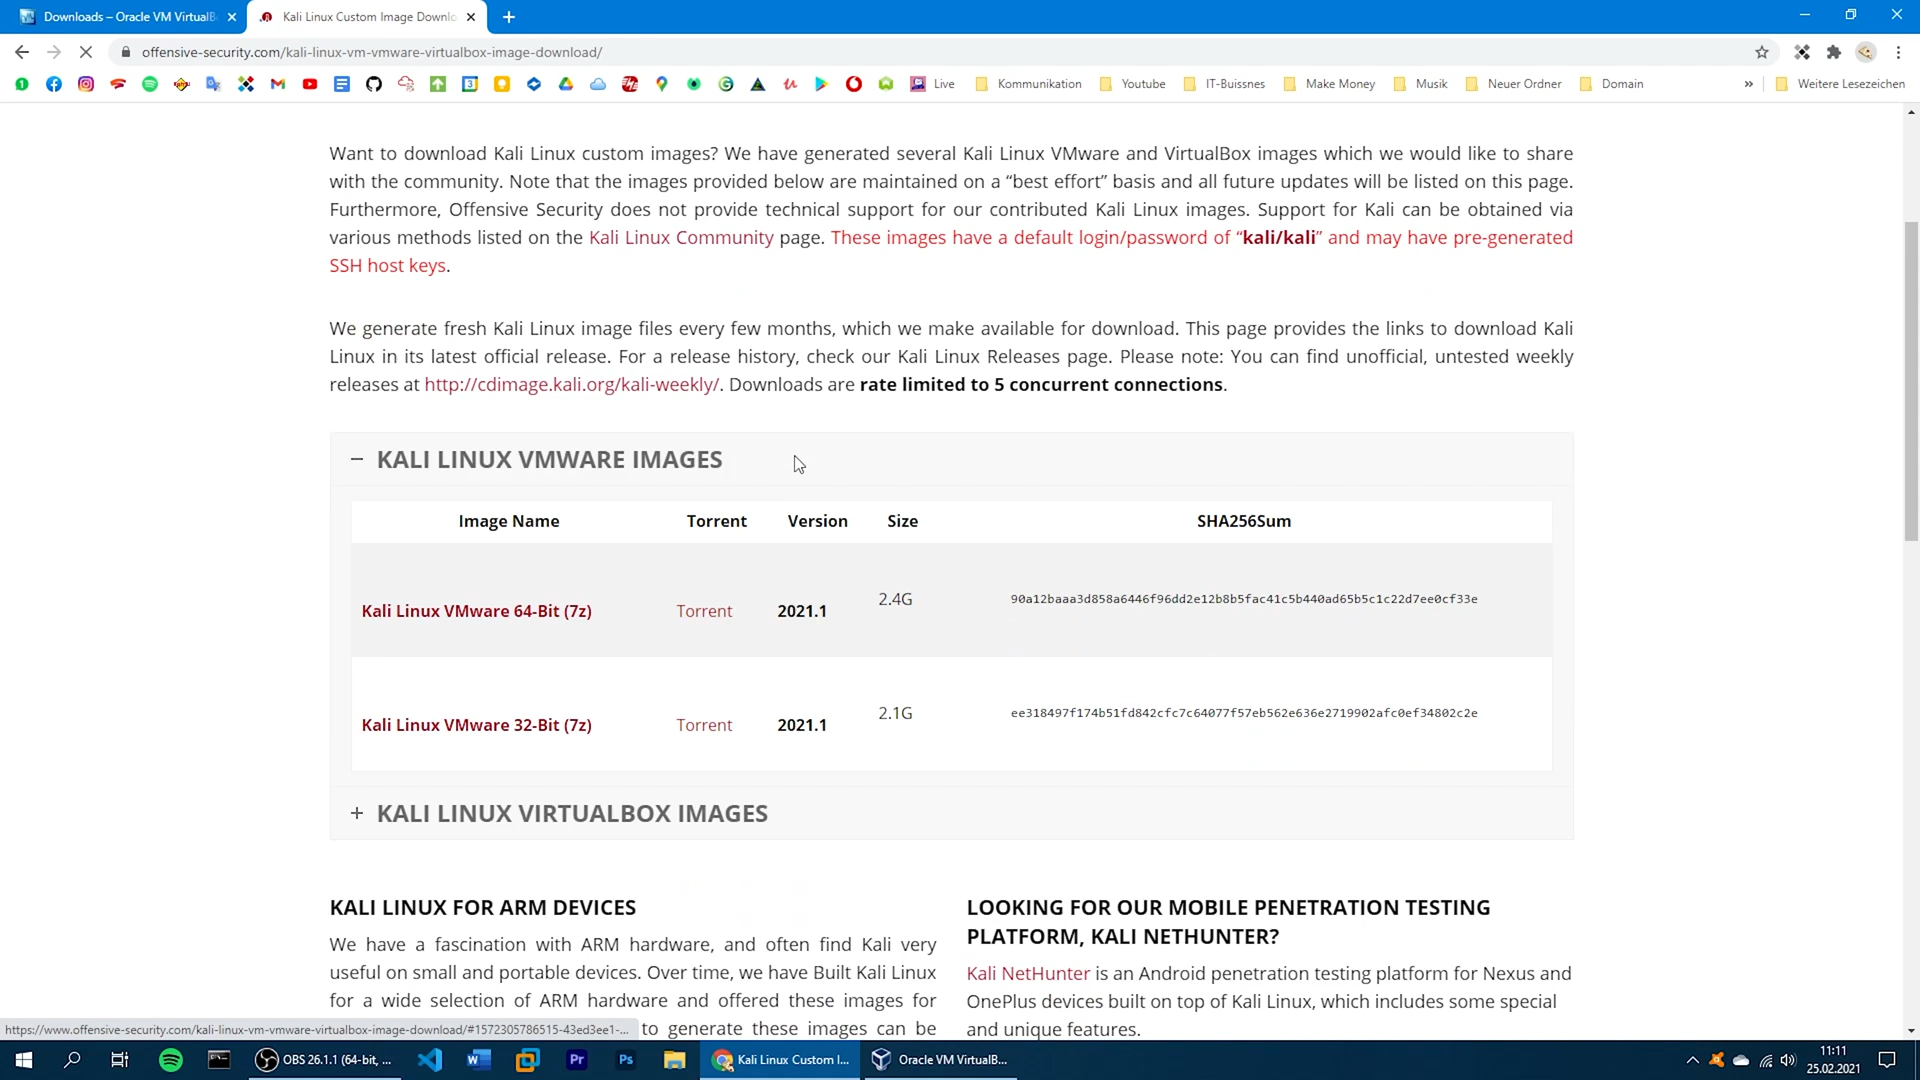 Downloads – Oracle VM VirtualB
Kali Linux Custom Image Downlo
offensive-security.com/kali-linux-vm-vmware-virtualbox-image-download/
Live
Kommunikation
Youtube
IT-Buissnes
Make Money
Musik
Neuer Ordner
Domain
»
Weitere Lesezeichen
Want to download Kali Linux custom images? We have generated several Kali Linux VMware and VirtualBox images which we would like to share
with the community. Note that the images provided below are maintained on a “best effort” basis and all future updates will be listed on this page.
Furthermore, Offensive Security does not provide technical support for our contributed Kali Linux images. Support for Kali can be obtained via
various methods listed on the Kali Linux Community page. These images have a default login/password of “kali/kali” and may have pre-generated
SSH host keys.
We generate fresh Kali Linux image files every few months, which we make available for download. This page provides the links to download Kali
Linux in its latest official release. For a release history, check our Kali Linux Releases page. Please note: You can find unofficial, untested weekly
releases at http://cdimage.kali.org/kali-weekly/. Downloads are rate limited to 5 concurrent connections.
− KALI LINUX VMWARE IMAGES
Image Name Torrent Version Size SHA256Sum
Kali Linux VMware 64-Bit (7z) Torrent 2021.1 2.4G 90a12baaa3d858a6446f96dd2e12b8b5fac41c5b440ad65b5c1c22d7ee0cf33e
Kali Linux VMware 32-Bit (7z) Torrent 2021.1 2.1G ee318497f174b51fd842cfc7c64077f57eb562e636e2719902afc0ef34802c2e
+ KALI LINUX VIRTUALBOX IMAGES
KALI LINUX FOR ARM DEVICES
We have a fascination with ARM hardware, and often find Kali very
useful on small and portable devices. Over time, we have Built Kali Linux
for a wide selection of ARM hardware and offered these images for
to generate these images can be
LOOKING FOR OUR MOBILE PENETRATION TESTING
PLATFORM, KALI NETHUNTER?
Kali NetHunter is an Android penetration testing platform for Nexus and
OnePlus devices built on top of Kali Linux, which includes some special
and unique features.
https://www.offensive-security.com/kali-linux-vm-vmware-virtualbox-image-download/#1572305786515-43ed3ee1-...
OBS 26.1.1 (64-bit, ...
Kali Linux Custom I...
Oracle VM VirtualB...
11:11
25.02.2021